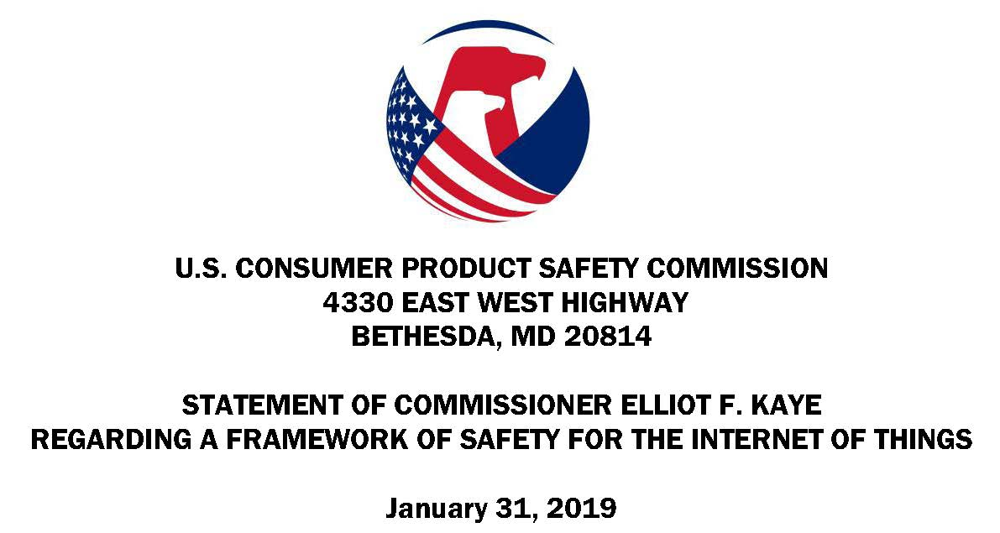 U.S. CONSUMER PRODUCT SAFETY COMMISSION
4330 EAST WEST HIGHWAY
BETHESDA, MD 20814
STATEMENT OF COMMISSIONER ELLIOT F. KAYE
REGARDING A FRAMEWORK OF SAFETY FOR THE INTERNET OF THINGS
January 31, 2019